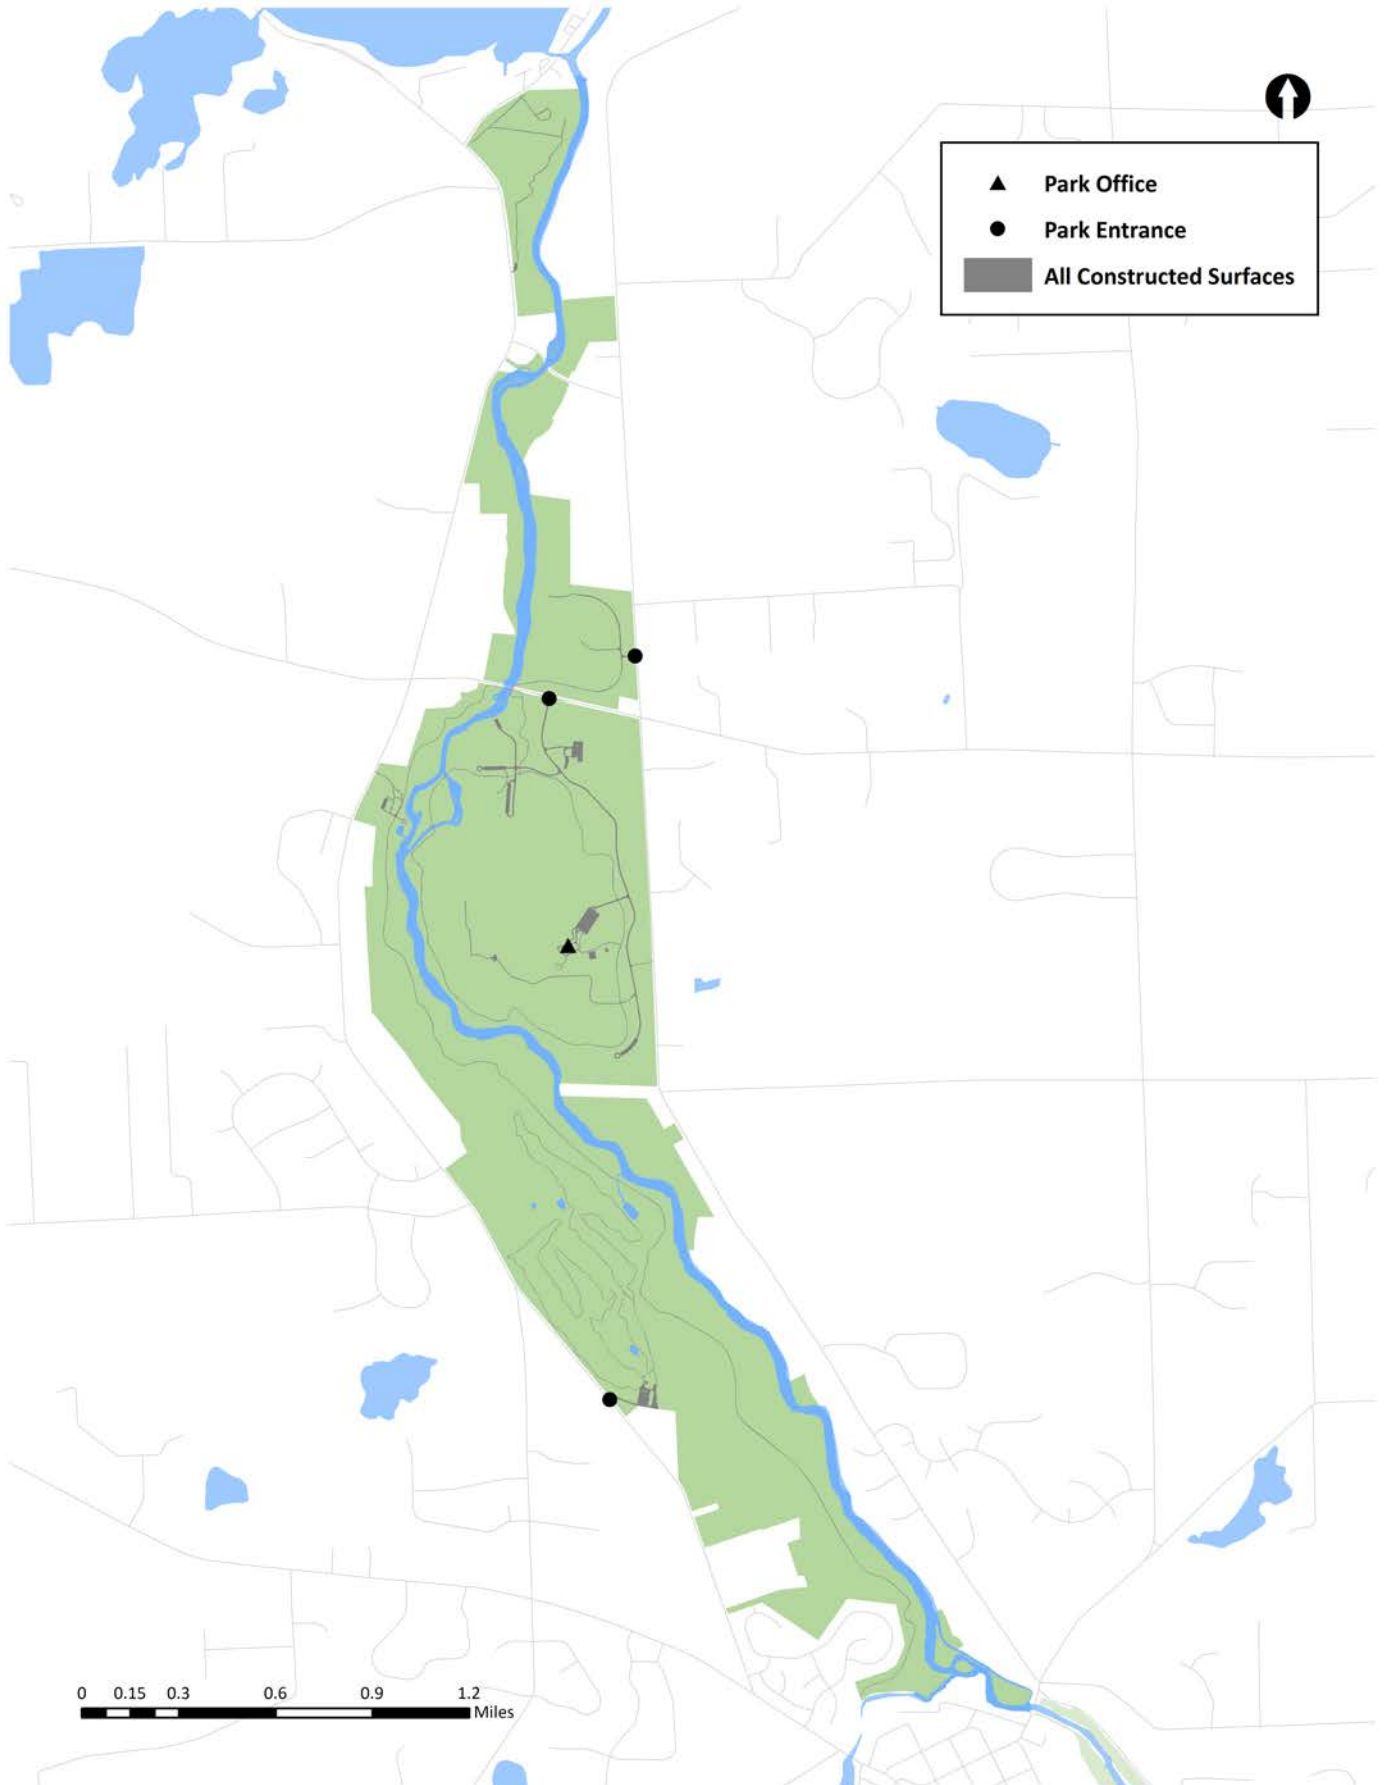 Park Office
Park Entrance
All Constructed Surfaces
0 0.15 0.3 0.6 0.9 1.2
Miles